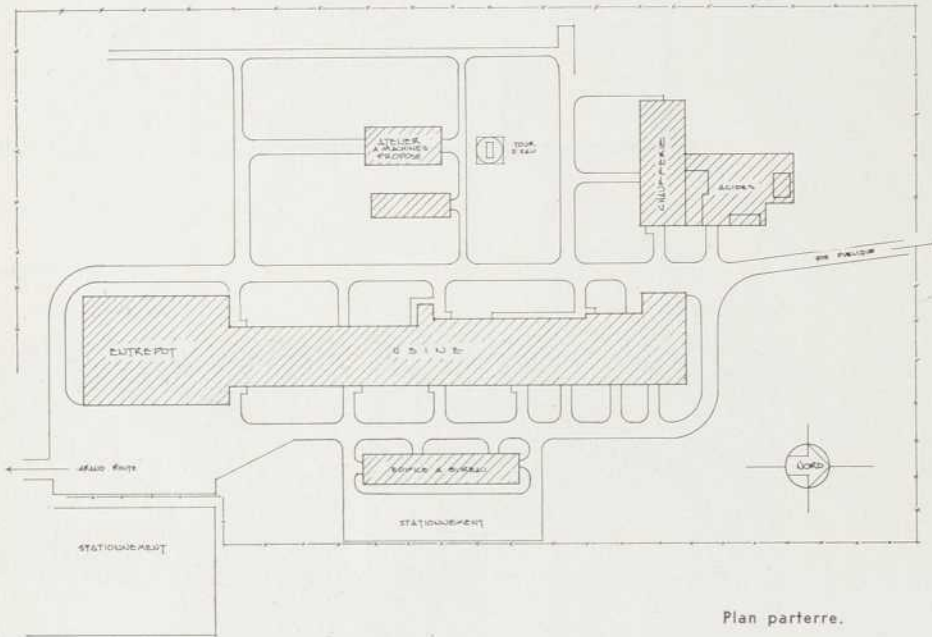 ATELIER
A MACHINES
PROPOSE
TOUR
D'EAU
CHAUFFERIE
ACIDES
RTE PUBLIQUE
ENTREPOT
USINE
GRAND ROUTE
EDIFICE A BUREAU
NORD
STATIONNEMENT
STATIONNEMENT
Plan parterre.